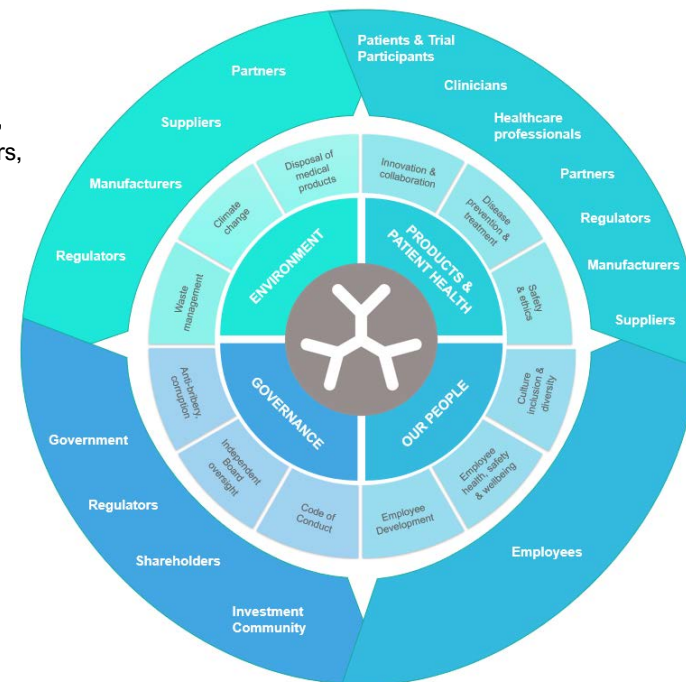 rs,
Partners
Suppliers
Manufacturers
Regulators
Patients & Trial
Participants
Clinicians
Healthcare
professionals
Partners
Regulators
Manufacturers
Suppliers
Disposal of
medical
products
Climate
change
Waste
management
Innovation &
collaboration
Disease
prevention &
treatment
Safety
& ethics
ENVIRONMENT
PRODUCTS &
PATIENT HEALTH
GOVERNANCE
OUR PEOPLE
Anti-bribery,
corruption
Independent
Board
oversight
Code of
Conduct
Culture
inclusion &
diversity
Employee
health, safety
& wellbeing
Employee
Development
Government
Regulators
Shareholders
Investment
Community
Employees